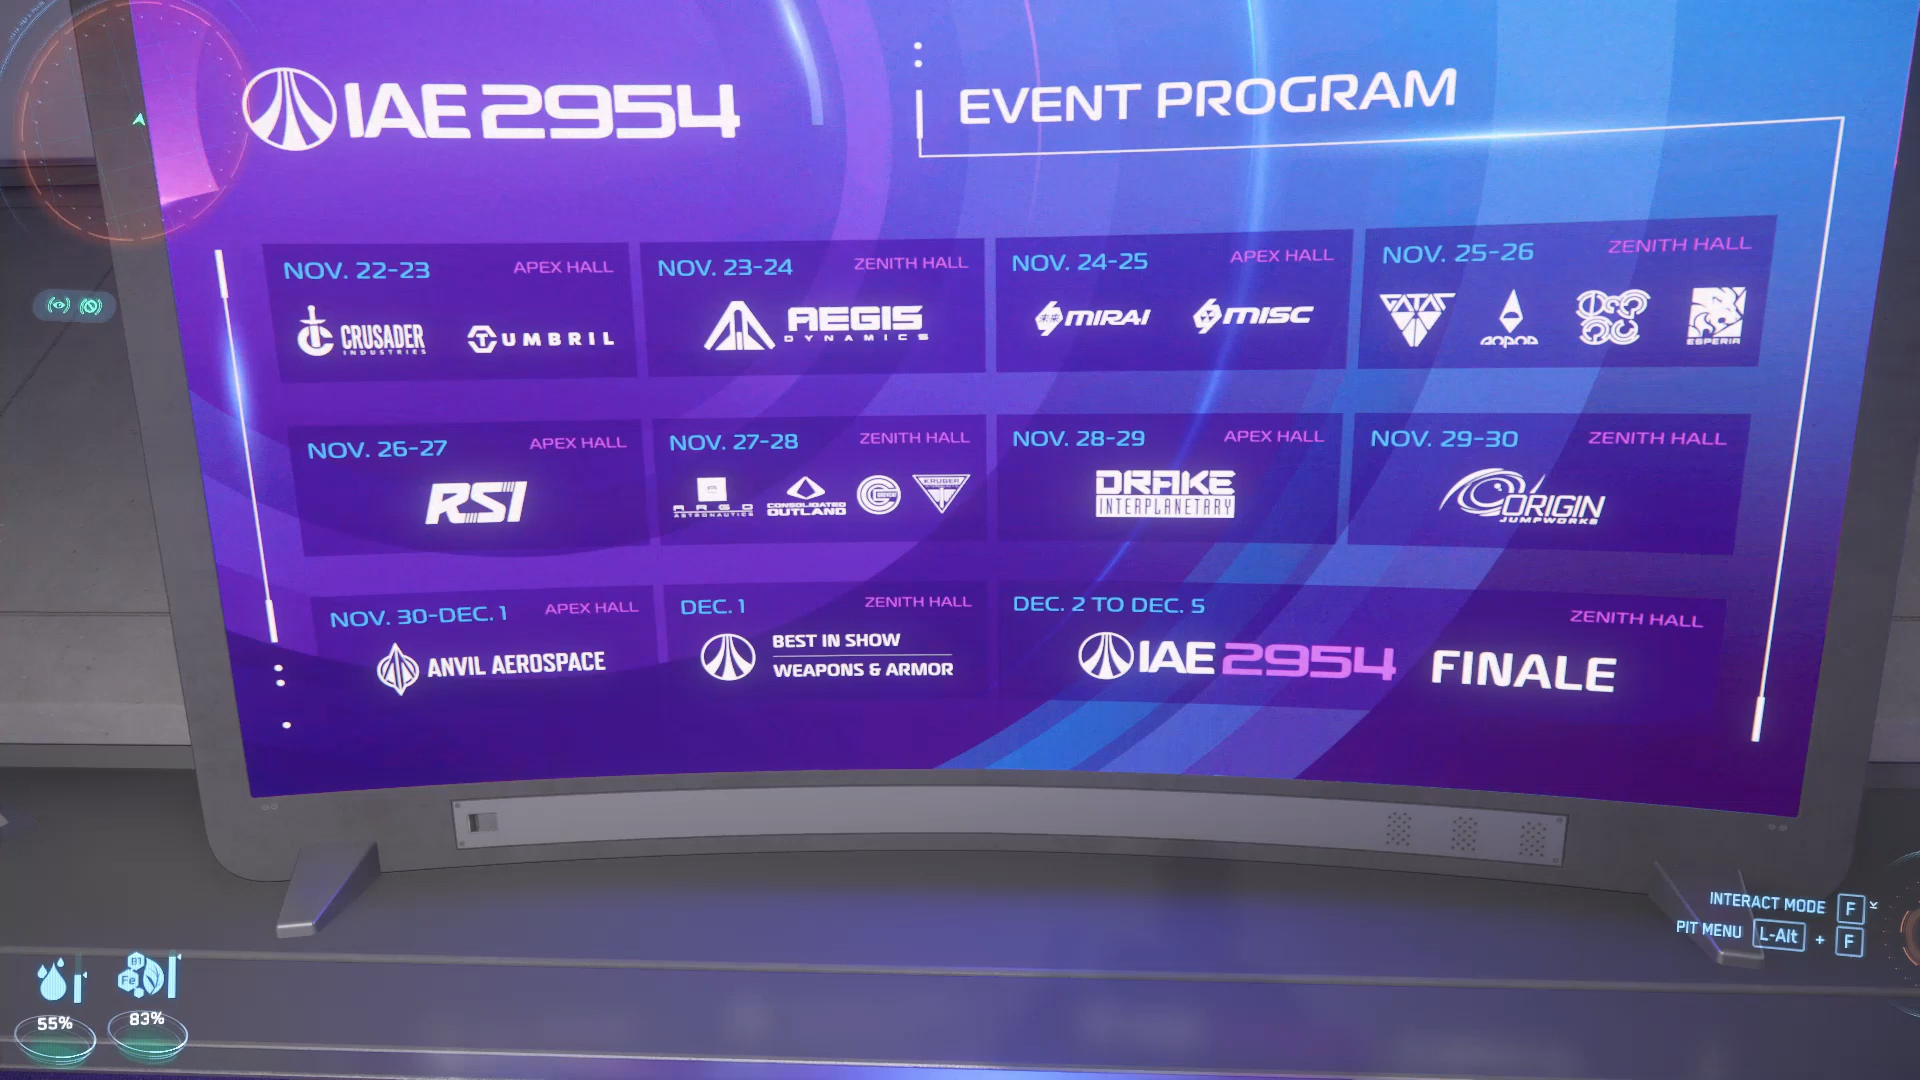 IAE 2954
EVENT PROGRAM
NOV. 22-23
APEX HALL
CRUSADER
INDUSTRIES
TUMBRIL
NOV. 23-24
ZENITH HALL
AEGIS
DYNAMICS
NOV. 24-25
APEX HALL
MIRAI
MISC
NOV. 25-26
ZENITH HALL
GATAC
AOPOA
ESPERIA
NOV. 26-27
APEX HALL
RSI
NOV. 27-28
ZENITH HALL
ARGO
ASTRONAUTICS
CONSOLIDATED
OUTLAND
KRUGER
NOV. 28-29
APEX HALL
DRAKE
INTERPLANETARY
NOV. 29-30
ZENITH HALL
ORIGIN
JUMPWORKS
NOV. 30-DEC. 1
APEX HALL
ANVIL AEROSPACE
DEC. 1
ZENITH HALL
BEST IN SHOW
WEAPONS & ARMOR
DEC. 2 TO DEC. 5
ZENITH HALL
IAE 2954 FINALE
INTERACT MODE F
PIT MENU L-Alt + F
B1
Fe
55%
83%